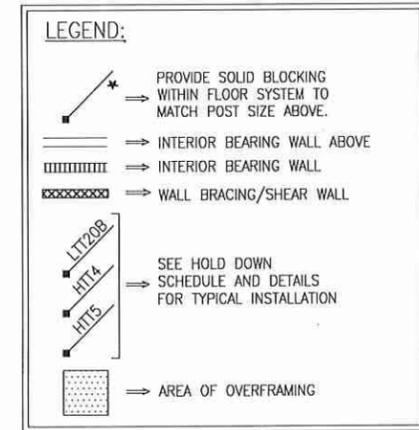 LEGEND:
PROVIDE SOLID BLOCKING
WITHIN FLOOR SYSTEM TO
MATCH POST SIZE ABOVE.
INTERIOR BEARING WALL ABOVE
INTERIOR BEARING WALL
WALL BRACING/SHEAR WALL
LTT20B
HTT4
HTT5
SEE HOLD DOWN
SCHEDULE AND DETAILS
FOR TYPICAL INSTALLATION
AREA OF OVERFRAMING